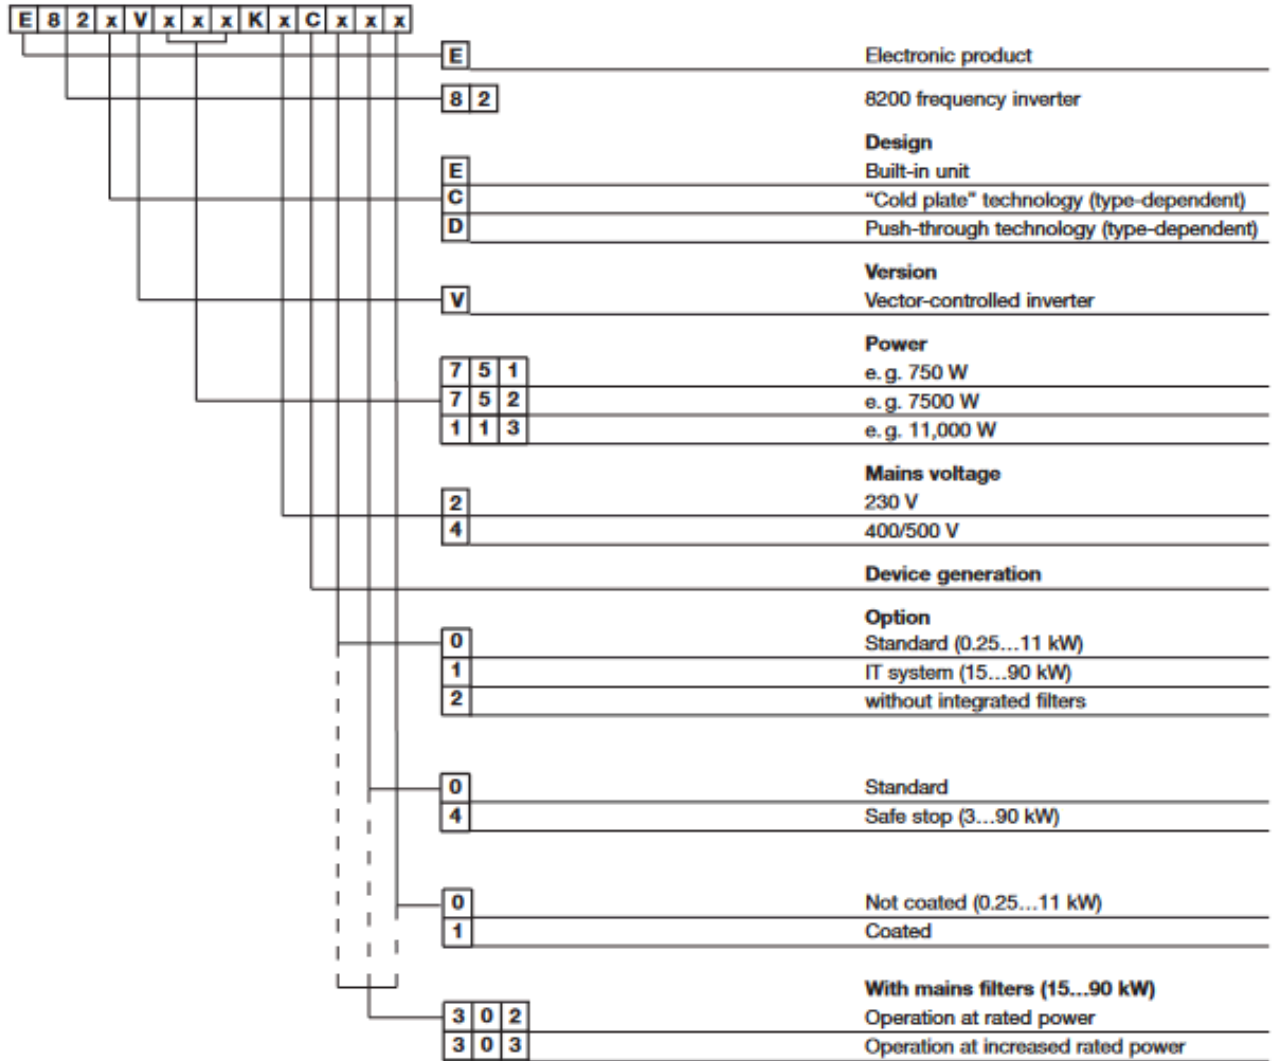 E 8 2 x V x x x K x C x x x
E Electronic product
8 2 8200 frequency inverter
Design
E Built-in unit
C “Cold plate” technology (type-dependent)
D Push-through technology (type-dependent)
Version
V Vector-controlled inverter
Power
7 5 1 e. g. 750 W
7 5 2 e. g. 7500 W
1 1 3 e. g. 11,000 W
Mains voltage
2 230 V
4 400/500 V
Device generation
Option
0 Standard (0.25...11 kW)
1 IT system (15...90 kW)
2 without integrated filters
0 Standard
4 Safe stop (3...90 kW)
0 Not coated (0.25...11 kW)
1 Coated
With mains filters (15...90 kW)
3 0 2 Operation at rated power
3 0 3 Operation at increased rated power